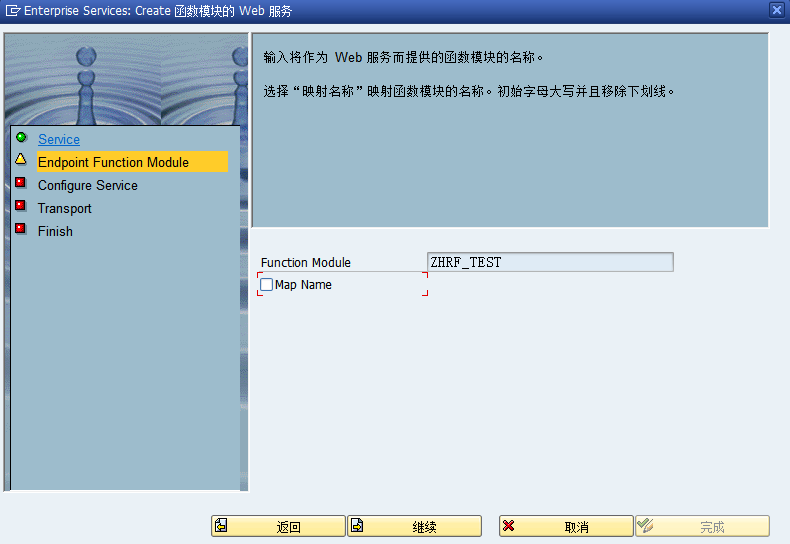 Enterprise Services: Create 函数模块的 Web 服务
输入将作为 Web 服务而提供的函数模块的名称。
选择“映射名称”映射函数模块的名称。初始字母大写并且移除下划线。
Service
Endpoint Function Module
Configure Service
Transport
Finish
Function Module ZHRF_TEST
Map Name
返回 继续 取消 完成